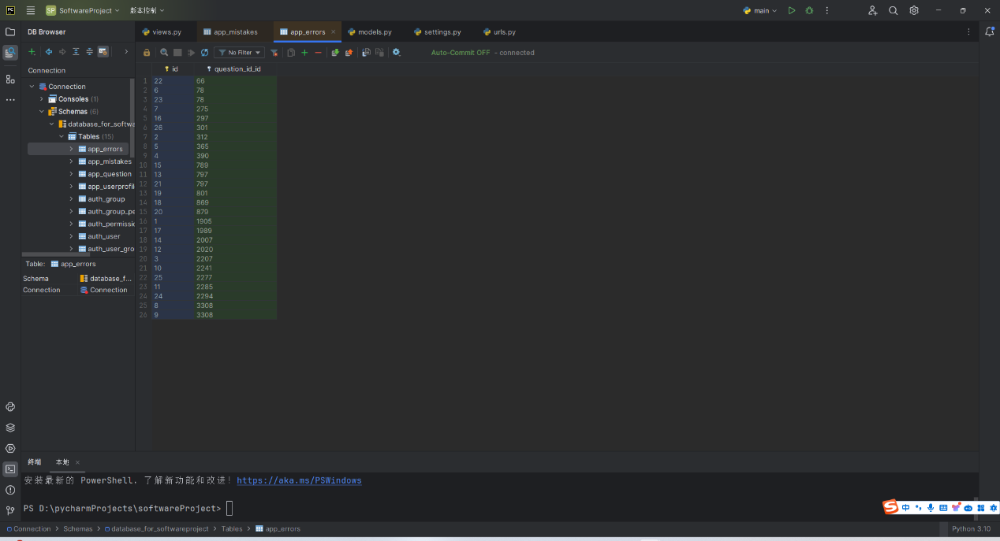 PC SP SoftwareProject 版本控制 main
DB Browser views.py app_mistakes app_errors models.py settings.py urls.py
No Filter Auto-Commit OFF - connected
Connection
id question_id_id
Connection
Consoles (1)
Schemas (6)
database_for_softwa
Tables (15)
app_errors
app_mistakes
app_question
app_userprofil
auth_group
auth_group_pe
auth_permissio
auth_user
auth_user_gro
1 22 66
2 6 78
3 23 78
4 7 275
5 16 297
6 26 301
7 2 312
8 5 365
9 4 390
10 15 789
11 13 797
12 21 797
13 19 801
14 18 869
15 20 879
16 1 1905
17 17 1989
18 14 2007
19 12 2020
20 3 2207
21 10 2241
22 25 2277
23 11 2285
24 24 2294
25 8 3308
26 9 3308
Table: app_errors
Schema database_f...
Connection Connection
终端 本地
安装最新的 PowerShell，了解新功能和改进！https://aka.ms/PSWindows
PS D:\pycharmProjects\softwareProject>
S 中
Connection > Schemas > database_for_softwareproject > Tables > app_errors Python 3.10